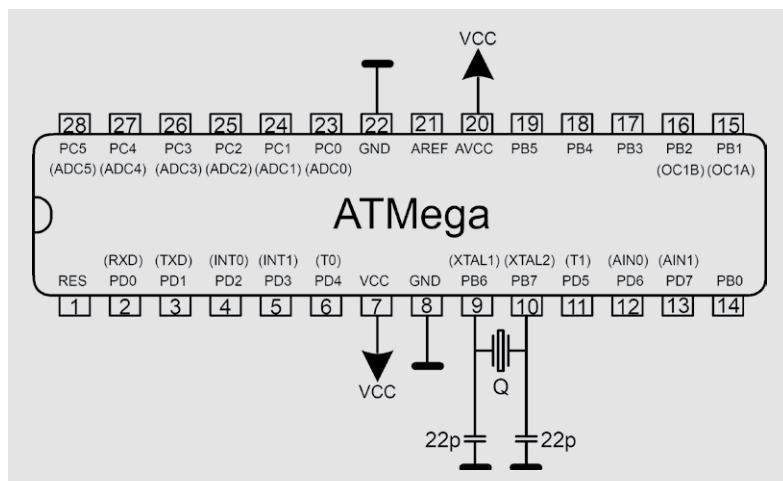 VCC
28 27 26 25 24 23 22 21 20 19 18 17 16 15
PC5 PC4 PC3 PC2 PC1 PC0 GND AREF AVCC PB5 PB4 PB3 PB2 PB1
(ADC5) (ADC4) (ADC3) (ADC2) (ADC1) (ADC0) (OC1B) (OC1A)
ATMega
(RXD) (TXD) (INT0) (INT1) (T0) (XTAL1) (XTAL2) (T1) (AIN0) (AIN1)
RES PD0 PD1 PD2 PD3 PD4 VCC GND PB6 PB7 PD5 PD6 PD7 PB0
1 2 3 4 5 6 7 8 9 10 11 12 13 14
VCC Q
22p 22p